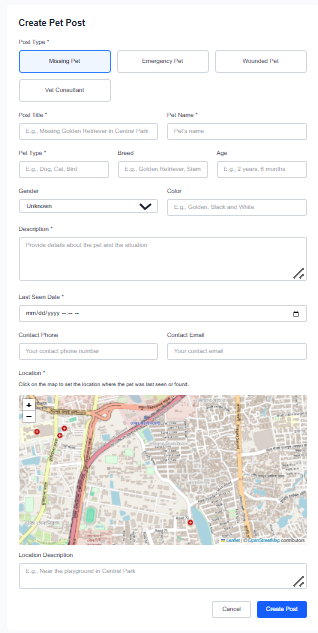 Create Pet Post
Post Type *
Missing Pet
Emergency Pet
Wounded Pet
Vet Consultant
Post Title *
Pet Name *
E.g., Missing Golden Retriever in Central Park
Pet's name
Pet Type *
Breed
Age
E.g., Dog, Cat, Bird
E.g., Golden Retriever, Siam
E.g., 2 years, 6 months
Gender
Color
Unknown
E.g., Golden, Black and White
Description *
Provide details about the pet and the situation
Last Seen Date *
mm/dd/yyyy --:-- --
Contact Phone
Contact Email
Your contact phone number
Your contact email
Location *
Click on the map to set the location where the pet was last seen or found.
+
−
Leaflet | © OpenStreetMap contributors
Location Description
E.g., Near the playground in Central Park
Cancel
Create Post